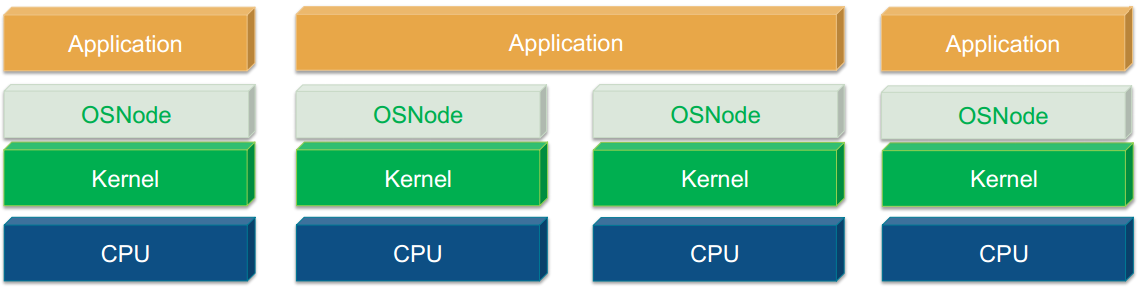 Application
Application
Application
OSNode
OSNode
OSNode
OSNode
Kernel
Kernel
Kernel
Kernel
CPU
CPU
CPU
CPU